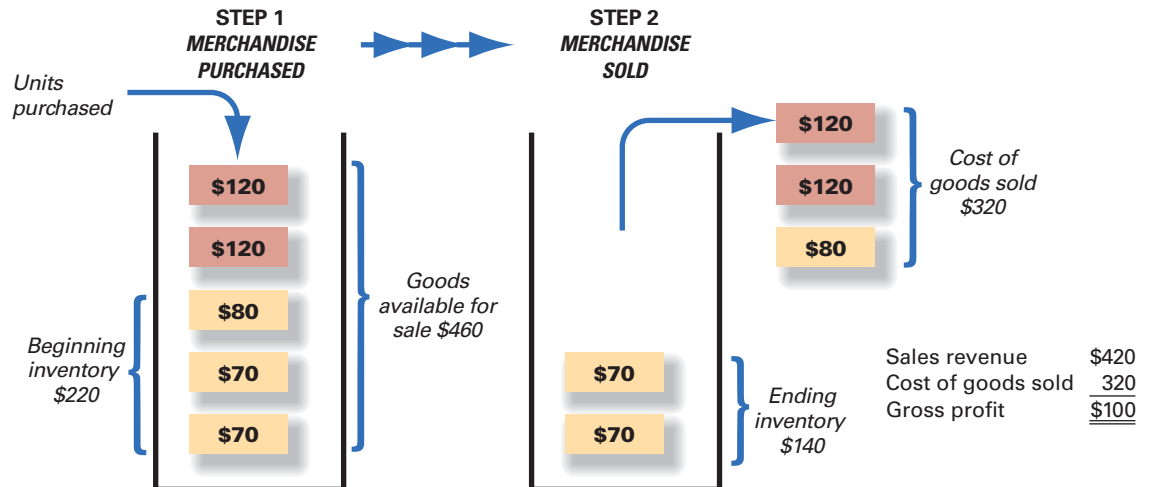 STEP 1
MERCHANDISE
PURCHASED
STEP 2
MERCHANDISE
SOLD
Units
purchased
$120
$120
$80
$70
$70
Beginning
inventory
$220
Goods
available for
sale $460
$120
$120
$80
Cost of
goods sold
$320
$70
$70
Ending
inventory
$140
Sales revenue $420
Cost of goods sold 320
Gross profit $100